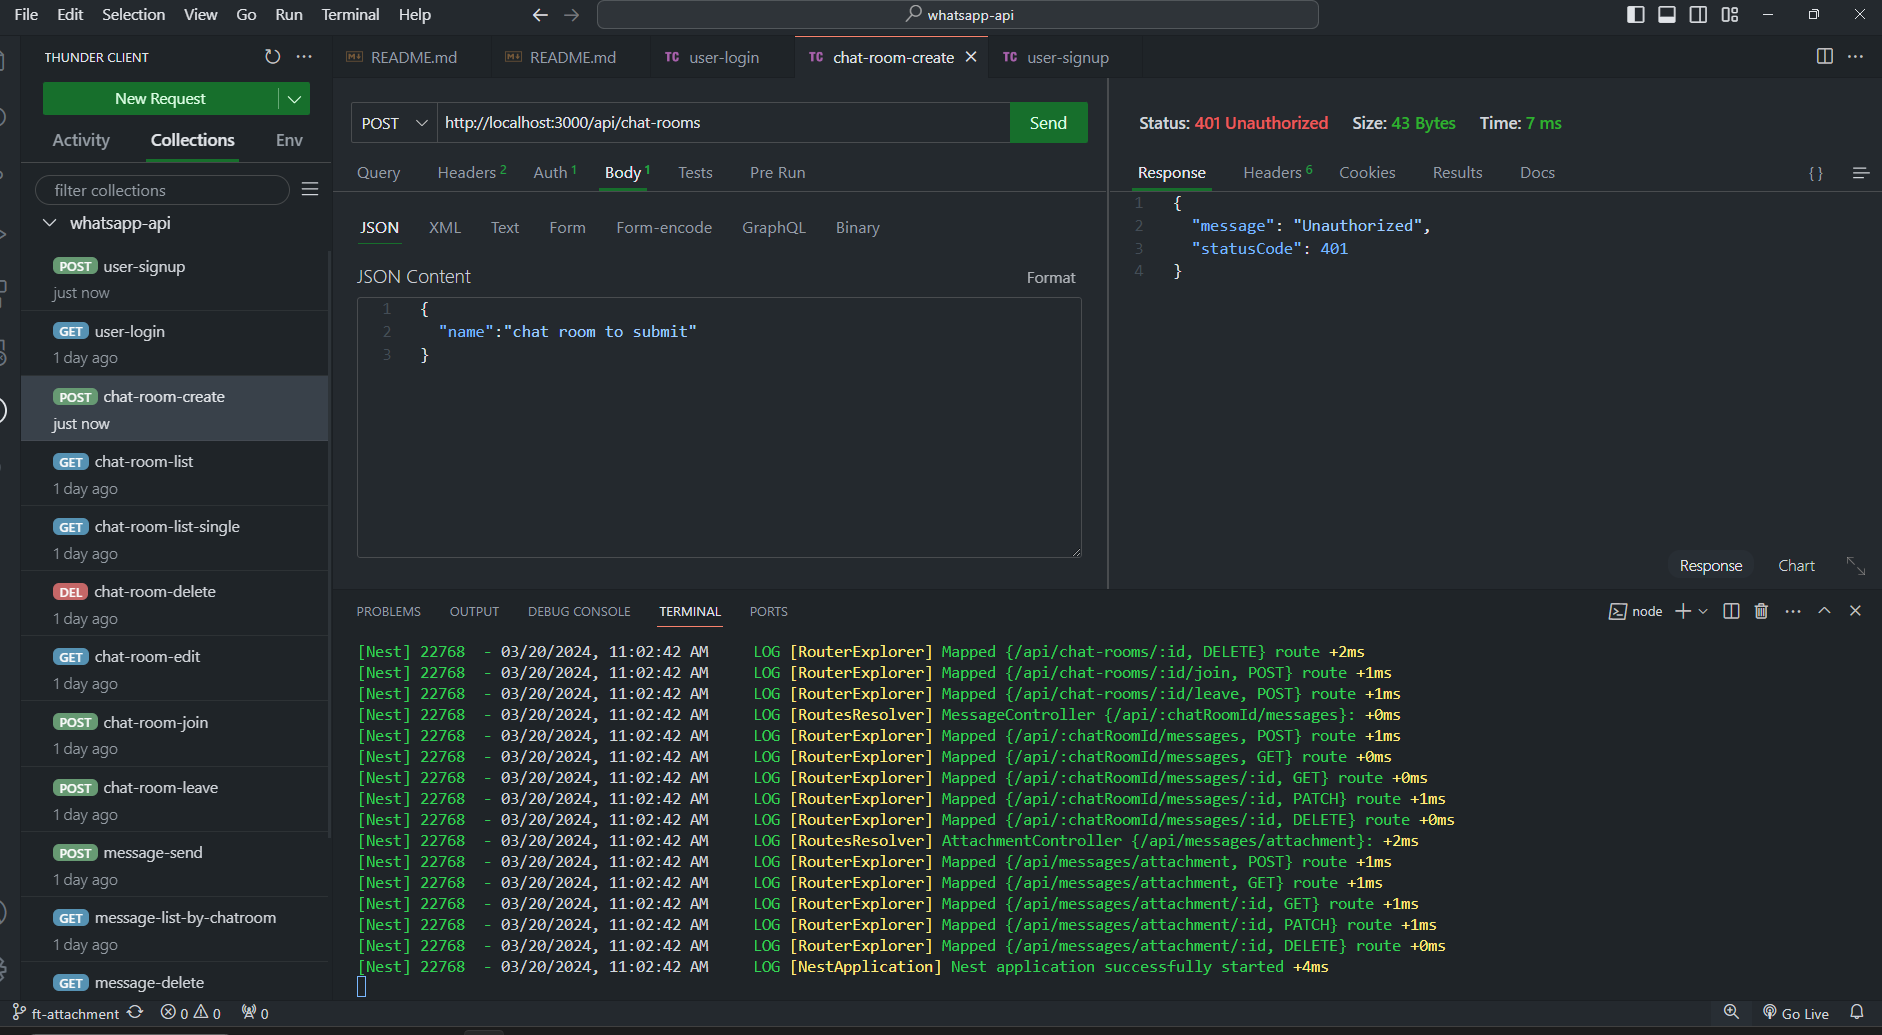 File Edit Selection View Go Run Terminal Help
whatsapp-api
THUNDER CLIENT
New Request
Activity Collections Env
filter collections
whatsapp-api
POST user-signup
just now
GET user-login
1 day ago
POST chat-room-create
just now
GET chat-room-list
1 day ago
GET chat-room-list-single
1 day ago
DEL chat-room-delete
1 day ago
GET chat-room-edit
1 day ago
POST chat-room-join
1 day ago
POST chat-room-leave
1 day ago
POST message-send
1 day ago
GET message-list-by-chatroom
1 day ago
GET message-delete
README.md README.md TC user-login TC chat-room-create TC user-signup
POST http://localhost:3000/api/chat-rooms Send
Query Headers 2 Auth 1 Body 1 Tests Pre Run
JSON XML Text Form Form-encode GraphQL Binary
JSON Content Format
1 {
2 "name":"chat room to submit"
3 }
Status: 401 Unauthorized Size: 43 Bytes Time: 7 ms
Response Headers 6 Cookies Results Docs {}
1 {
2 "message": "Unauthorized",
3 "statusCode": 401
4 }
Response Chart
PROBLEMS OUTPUT DEBUG CONSOLE TERMINAL PORTS node
[Nest] 22768 - 03/20/2024, 11:02:42 AM LOG [RouterExplorer] Mapped {/api/chat-rooms/:id, DELETE} route +2ms
[Nest] 22768 - 03/20/2024, 11:02:42 AM LOG [RouterExplorer] Mapped {/api/chat-rooms/:id/join, POST} route +1ms
[Nest] 22768 - 03/20/2024, 11:02:42 AM LOG [RouterExplorer] Mapped {/api/chat-rooms/:id/leave, POST} route +1ms
[Nest] 22768 - 03/20/2024, 11:02:42 AM LOG [RoutesResolver] MessageController {/api/:chatRoomId/messages}: +0ms
[Nest] 22768 - 03/20/2024, 11:02:42 AM LOG [RouterExplorer] Mapped {/api/:chatRoomId/messages, POST} route +1ms
[Nest] 22768 - 03/20/2024, 11:02:42 AM LOG [RouterExplorer] Mapped {/api/:chatRoomId/messages, GET} route +0ms
[Nest] 22768 - 03/20/2024, 11:02:42 AM LOG [RouterExplorer] Mapped {/api/:chatRoomId/messages/:id, GET} route +0ms
[Nest] 22768 - 03/20/2024, 11:02:42 AM LOG [RouterExplorer] Mapped {/api/:chatRoomId/messages/:id, PATCH} route +1ms
[Nest] 22768 - 03/20/2024, 11:02:42 AM LOG [RouterExplorer] Mapped {/api/:chatRoomId/messages/:id, DELETE} route +0ms
[Nest] 22768 - 03/20/2024, 11:02:42 AM LOG [RoutesResolver] AttachmentController {/api/messages/attachment}: +2ms
[Nest] 22768 - 03/20/2024, 11:02:42 AM LOG [RouterExplorer] Mapped {/api/messages/attachment, POST} route +1ms
[Nest] 22768 - 03/20/2024, 11:02:42 AM LOG [RouterExplorer] Mapped {/api/messages/attachment, GET} route +1ms
[Nest] 22768 - 03/20/2024, 11:02:42 AM LOG [RouterExplorer] Mapped {/api/messages/attachment/:id, GET} route +1ms
[Nest] 22768 - 03/20/2024, 11:02:42 AM LOG [RouterExplorer] Mapped {/api/messages/attachment/:id, PATCH} route +1ms
[Nest] 22768 - 03/20/2024, 11:02:42 AM LOG [RouterExplorer] Mapped {/api/messages/attachment/:id, DELETE} route +0ms
[Nest] 22768 - 03/20/2024, 11:02:42 AM LOG [NestApplication] Nest application successfully started +4ms
ft-attachment 0 0 0 Go Live